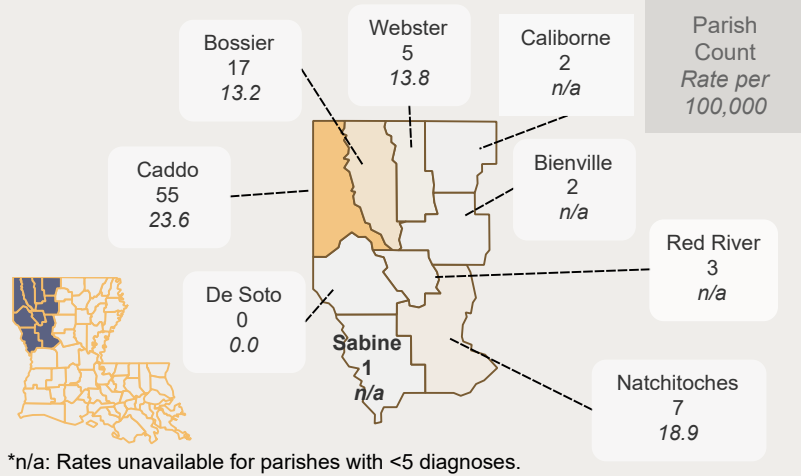 Parish
Count
Rate per
100,000
Bossier
17
13.2
Webster
5
13.8
Caliborne
2
n/a
Caddo
55
23.6
Bienville
2
n/a
Red River
3
n/a
De Soto
0
0.0
Sabine
1
n/a
Natchitoches
7
18.9
*n/a: Rates unavailable for parishes with <5 diagnoses.